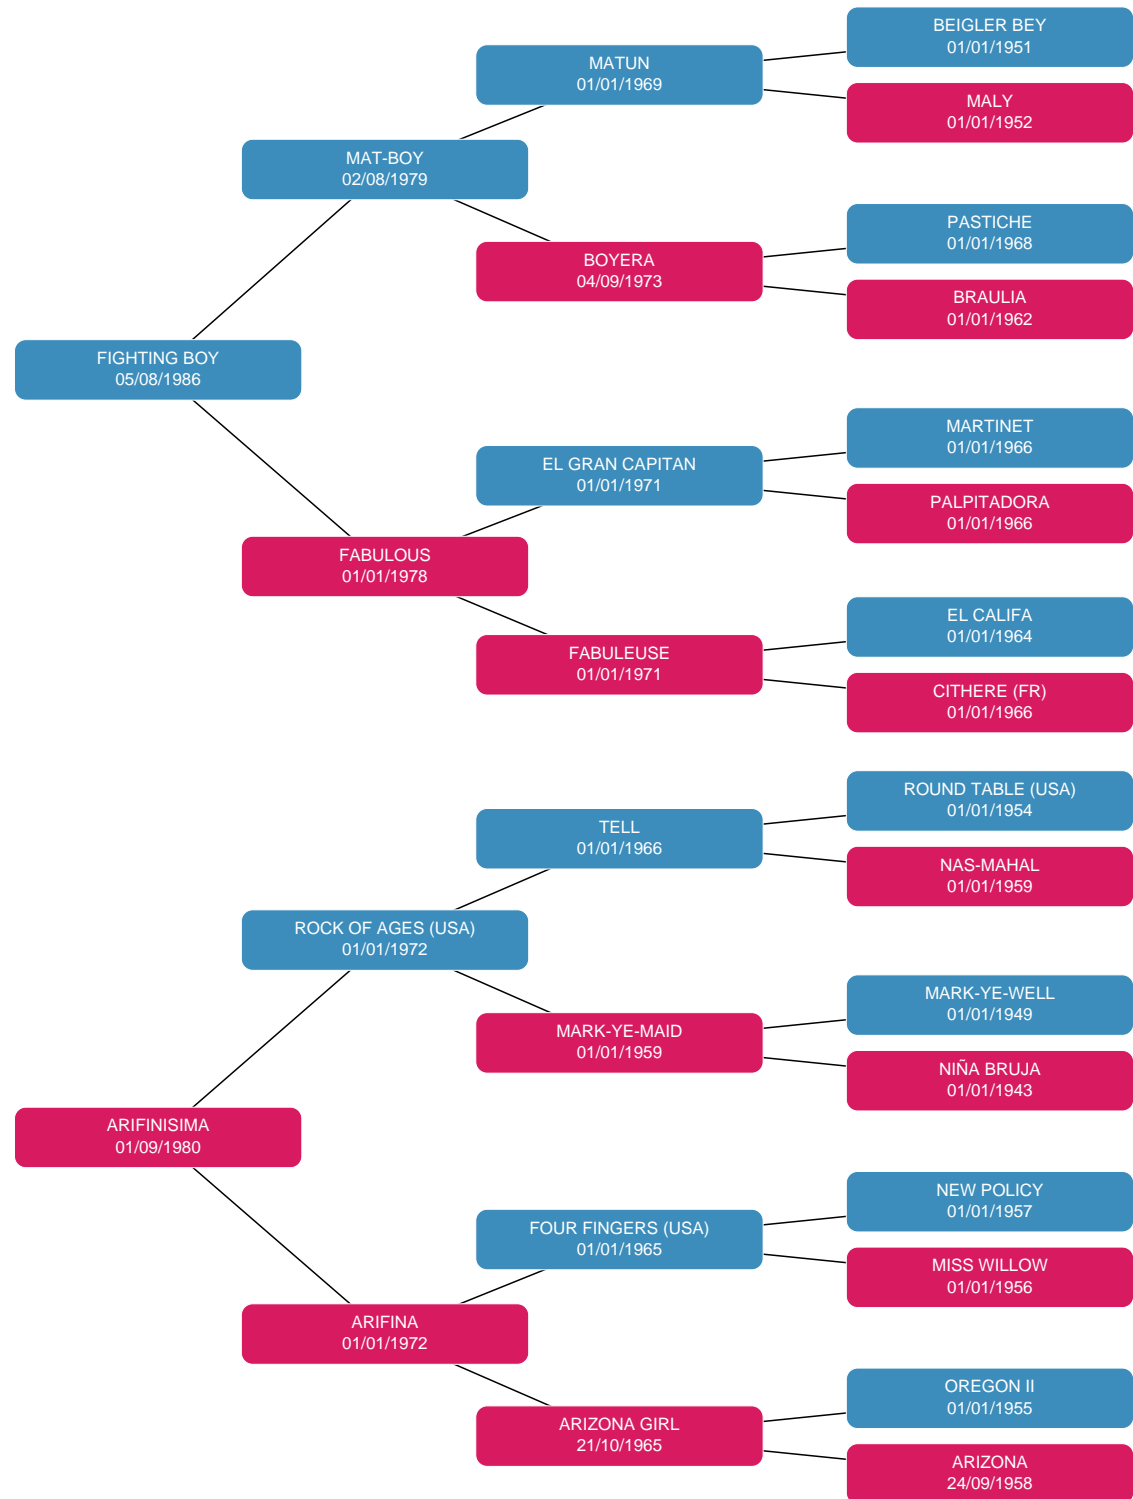 BEIGLER BEY
01/01/1951
MATUN
01/01/1969
MALY
01/01/1952
MAT-BOY
02/08/1979
PASTICHE
01/01/1968
BOYERA
04/09/1973
BRAULIA
01/01/1962
FIGHTING BOY
05/08/1986
MARTINET
01/01/1966
EL GRAN CAPITAN
01/01/1971
PALPITADORA
01/01/1966
FABULOUS
01/01/1978
EL CALIFA
01/01/1964
FABULEUSE
01/01/1971
CITHERE (FR)
01/01/1966
ROUND TABLE (USA)
01/01/1954
TELL
01/01/1966
NAS-MAHAL
01/01/1959
ROCK OF AGES (USA)
01/01/1972
MARK-YE-WELL
01/01/1949
MARK-YE-MAID
01/01/1959
NIÑA BRUJA
01/01/1943
ARIFINISIMA
01/09/1980
NEW POLICY
01/01/1957
FOUR FINGERS (USA)
01/01/1965
MISS WILLOW
01/01/1956
ARIFINA
01/01/1972
OREGON II
01/01/1955
ARIZONA GIRL
21/10/1965
ARIZONA
24/09/1958